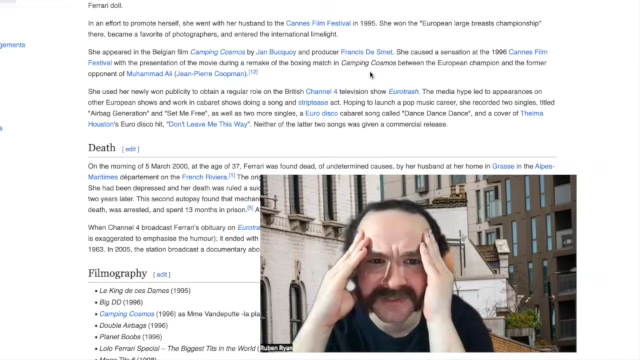 Ferrari doll.
In an effort to promote herself, she went with her husband to the Cannes Film Festival in 1995. She won the "European large breasts championship"
there, became a favorite of photographers, and entered the international limelight.
gements
She appeared in the Belgian film Camping Cosmos by Jan Bucquoy and producer Francis De Smet. She caused a sensation at the 1996 Cannes Film
Festival with the presentation of the movie during a remake of the boxing match in Camping Cosmos between the European champion and the former
opponent of Muhammad Ali (Jean-Pierre Coopman).[12]
She used her newly won publicity to obtain a regular role on the British Channel 4 television show Eurotrash. The media hype led to appearances on
other European shows and work in cabaret shows doing a song and striptease act. Hoping to launch a pop music career, she recorded two singles, titled
"Airbag Generation" and "Set Me Free", as well as two more singles, a Euro disco cabaret song called "Dance Dance Dance", and a cover of Thelma
Houston's Euro disco hit, "Don't Leave Me This Way". Neither of the latter two songs was given a commercial release.
Death [ edit ]
On the morning of 5 March 2000, at the age of 37, Ferrari was found dead, of undetermined causes, by her husband at her home in Grasse in the Alpes-
Maritimes département on the French Riviera.[1] The ori
She had been depressed and her death was ruled a suic
two years later. This second autopsy found that mechan
death, was arrested, and spent 13 months in prison.[5] A
When Channel 4 broadcast Ferrari's obituary on Eurotra
is exaggerated to emphasise the humour); it ended with
1963. In 2005, the station broadcast a documentary abo
Filmography [ edit ]
• Le King de ces Dames (1995)
• Big DD (1996)
• Camping Cosmos (1996) as Mme Vandeputte -la pla
• Double Airbags (1996)
• Planet Boobs (1996)
• Lolo Ferrari Special – The Biggest Tits in the World (
Ruben Ryan